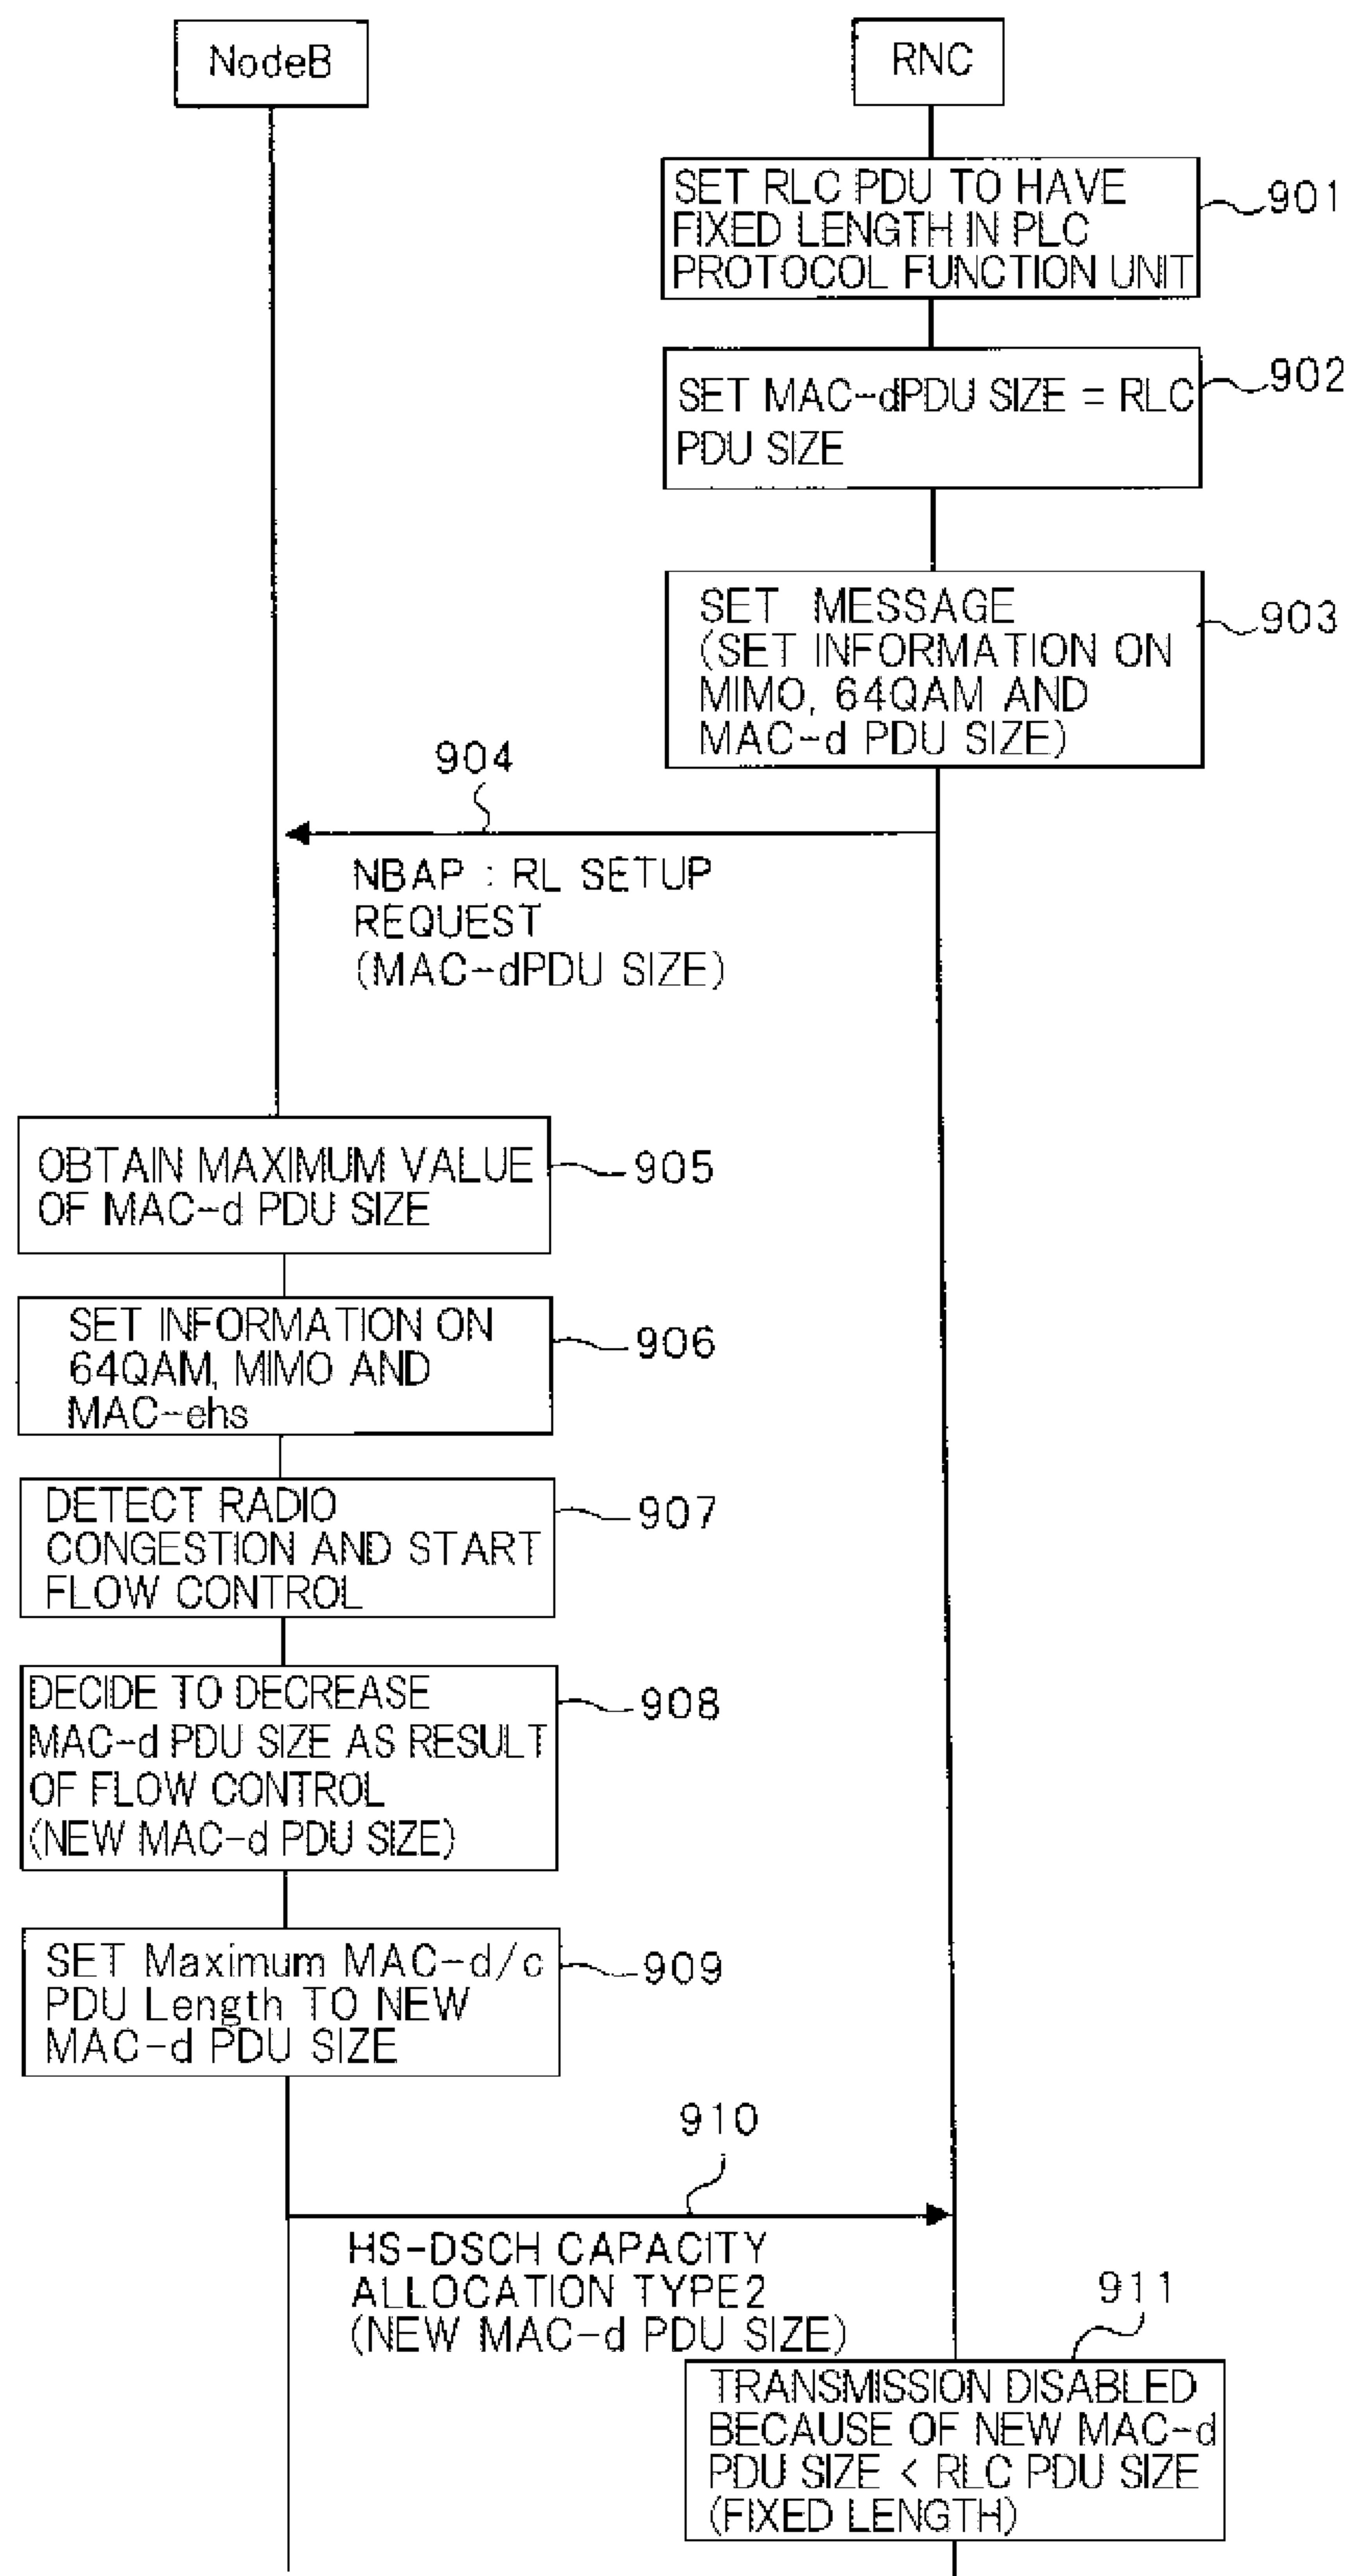 NodeB
RNC
SET RLC PDU TO HAVE
FIXED LENGTH IN PLC
PROTOCOL FUNCTION UNIT
901
SET MAC-dPDU SIZE = RLC
PDU SIZE
902
SET MESSAGE
(SET INFORMATION ON
MIMO, 64QAM AND
MAC-d PDU SIZE)
903
904
NBAP : RL SETUP
REQUEST
(MAC-dPDU SIZE)
OBTAIN MAXIMUM VALUE
OF MAC-d PDU SIZE
905
SET INFORMATION ON
64QAM, MIMO AND
MAC-ehs
906
DETECT RADIO
CONGESTION AND START
FLOW CONTROL
907
DECIDE TO DECREASE
MAC-d PDU SIZE AS RESULT
OF FLOW CONTROL
(NEW MAC-d PDU SIZE)
908
SET Maximum MAC-d/c
PDU Length TO NEW
MAC-d PDU SIZE
909
910
HS-DSCH CAPACITY
ALLOCATION TYPE2
(NEW MAC-d PDU SIZE)
911
TRANSMISSION DISABLED
BECAUSE OF NEW MAC-d
PDU SIZE < RLC PDU SIZE
(FIXED LENGTH)